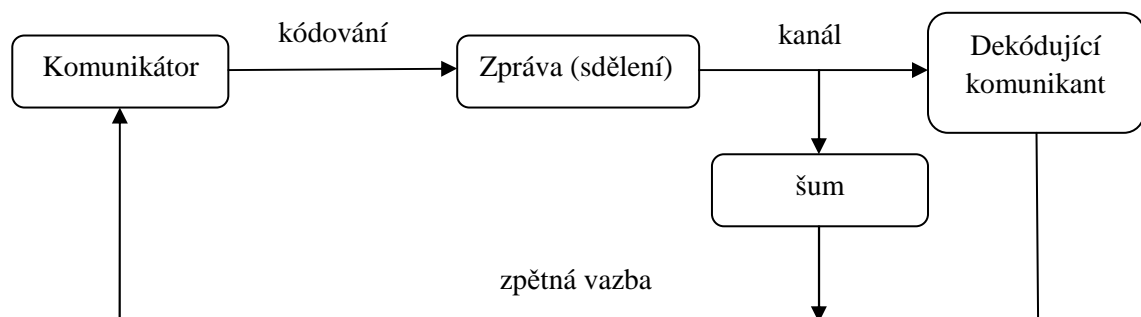 kódování
kanál
Komunikátor
Zpráva (sdělení)
Dekódující
komunikant
šum
zpětná vazba